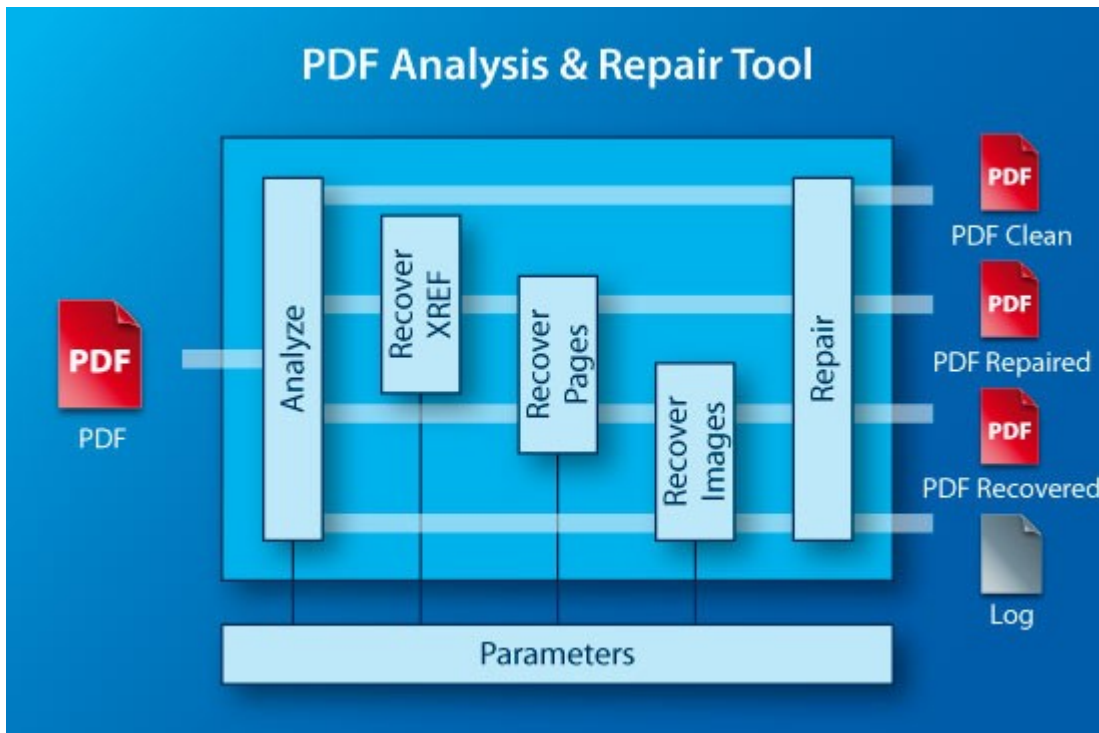 PDF Analysis & Repair Tool
PDF
PDF
Analyze
Recover
XREF
Recover
Pages
Recover
Images
Repair
PDF
PDF Clean
PDF
PDF Repaired
PDF
PDF Recovered
Log
Parameters